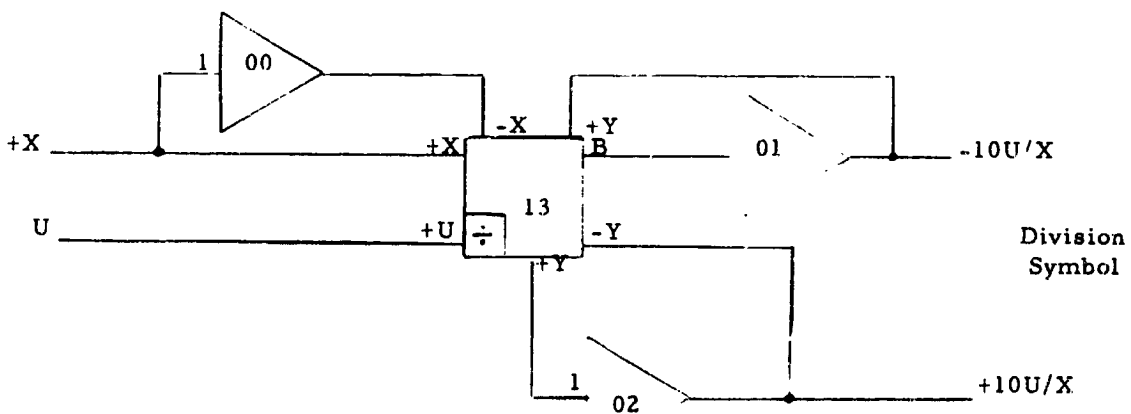 1 00
-X +Y
+X +X B 01 -10U/X
13
U +U ÷ -Y
+Y
Division
Symbol
1 02 +10U/X